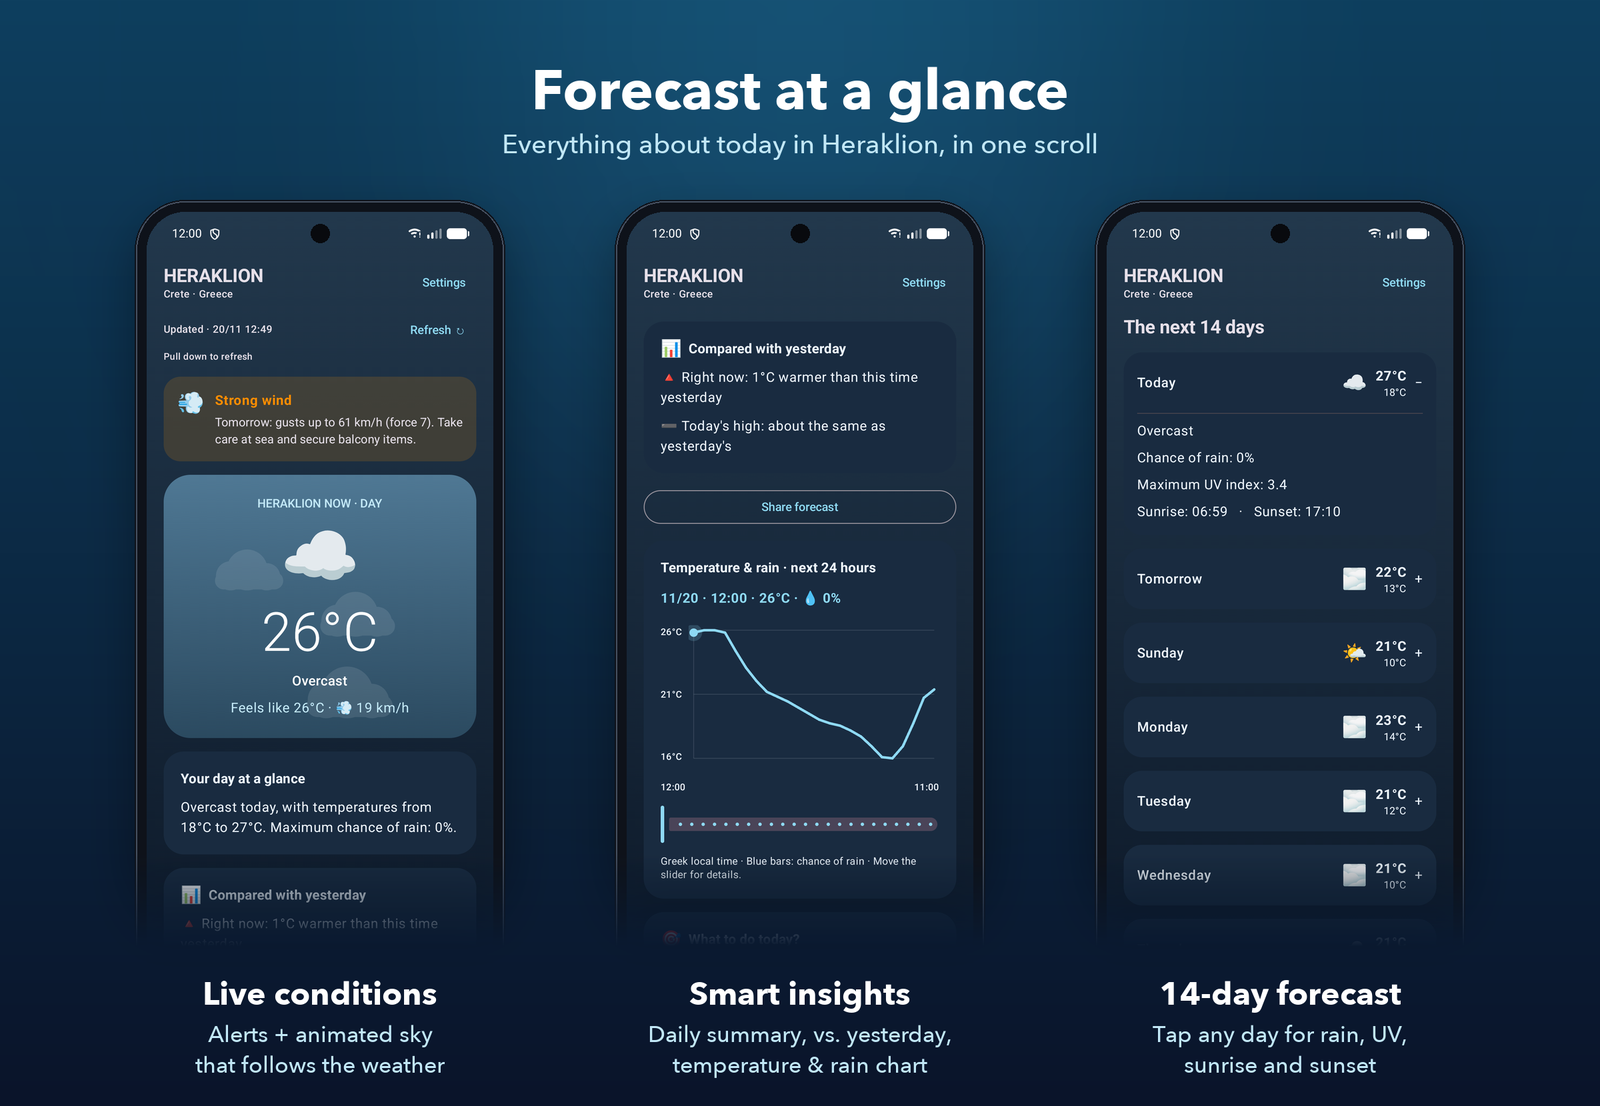 Forecast at a glance
Everything about today in Heraklion, in one scroll
12:00
HERAKLION
Crete · Greece
Settings
Updated · 20/11 12:49
Refresh ↻
Pull down to refresh
Strong wind
Tomorrow: gusts up to 61 km/h (force 7). Take
care at sea and secure balcony items.
HERAKLION NOW · DAY
26°C
Overcast
Feels like 26°C · 💨 19 km/h
Your day at a glance
Overcast today, with temperatures from
18°C to 27°C. Maximum chance of rain: 0%.
📊 Compared with yesterday
🔺 Right now: 1°C warmer than this time
yesterday
Live conditions
Alerts + animated sky
that follows the weather
12:00
HERAKLION
Crete · Greece
Settings
📊 Compared with yesterday
🔺 Right now: 1°C warmer than this time
yesterday
➖ Today's high: about the same as
yesterday's
Share forecast
Temperature & rain · next 24 hours
11/20 · 12:00 · 26°C · 💧 0%
26°C
21°C
16°C
12:00
11:00
Greek local time · Blue bars: chance of rain · Move the
slider for details.
🎯 What to do today?
Smart insights
Daily summary, vs. yesterday,
temperature & rain chart
12:00
HERAKLION
Crete · Greece
Settings
The next 14 days
Today
27°C
18°C
−
Overcast
Chance of rain: 0%
Maximum UV index: 3.4
Sunrise: 06:59 · Sunset: 17:10
Tomorrow
22°C
13°C
+
Sunday
21°C
10°C
+
Monday
23°C
14°C
+
Tuesday
21°C
12°C
+
Wednesday
21°C
10°C
+
21°C
14-day forecast
Tap any day for rain, UV,
sunrise and sunset